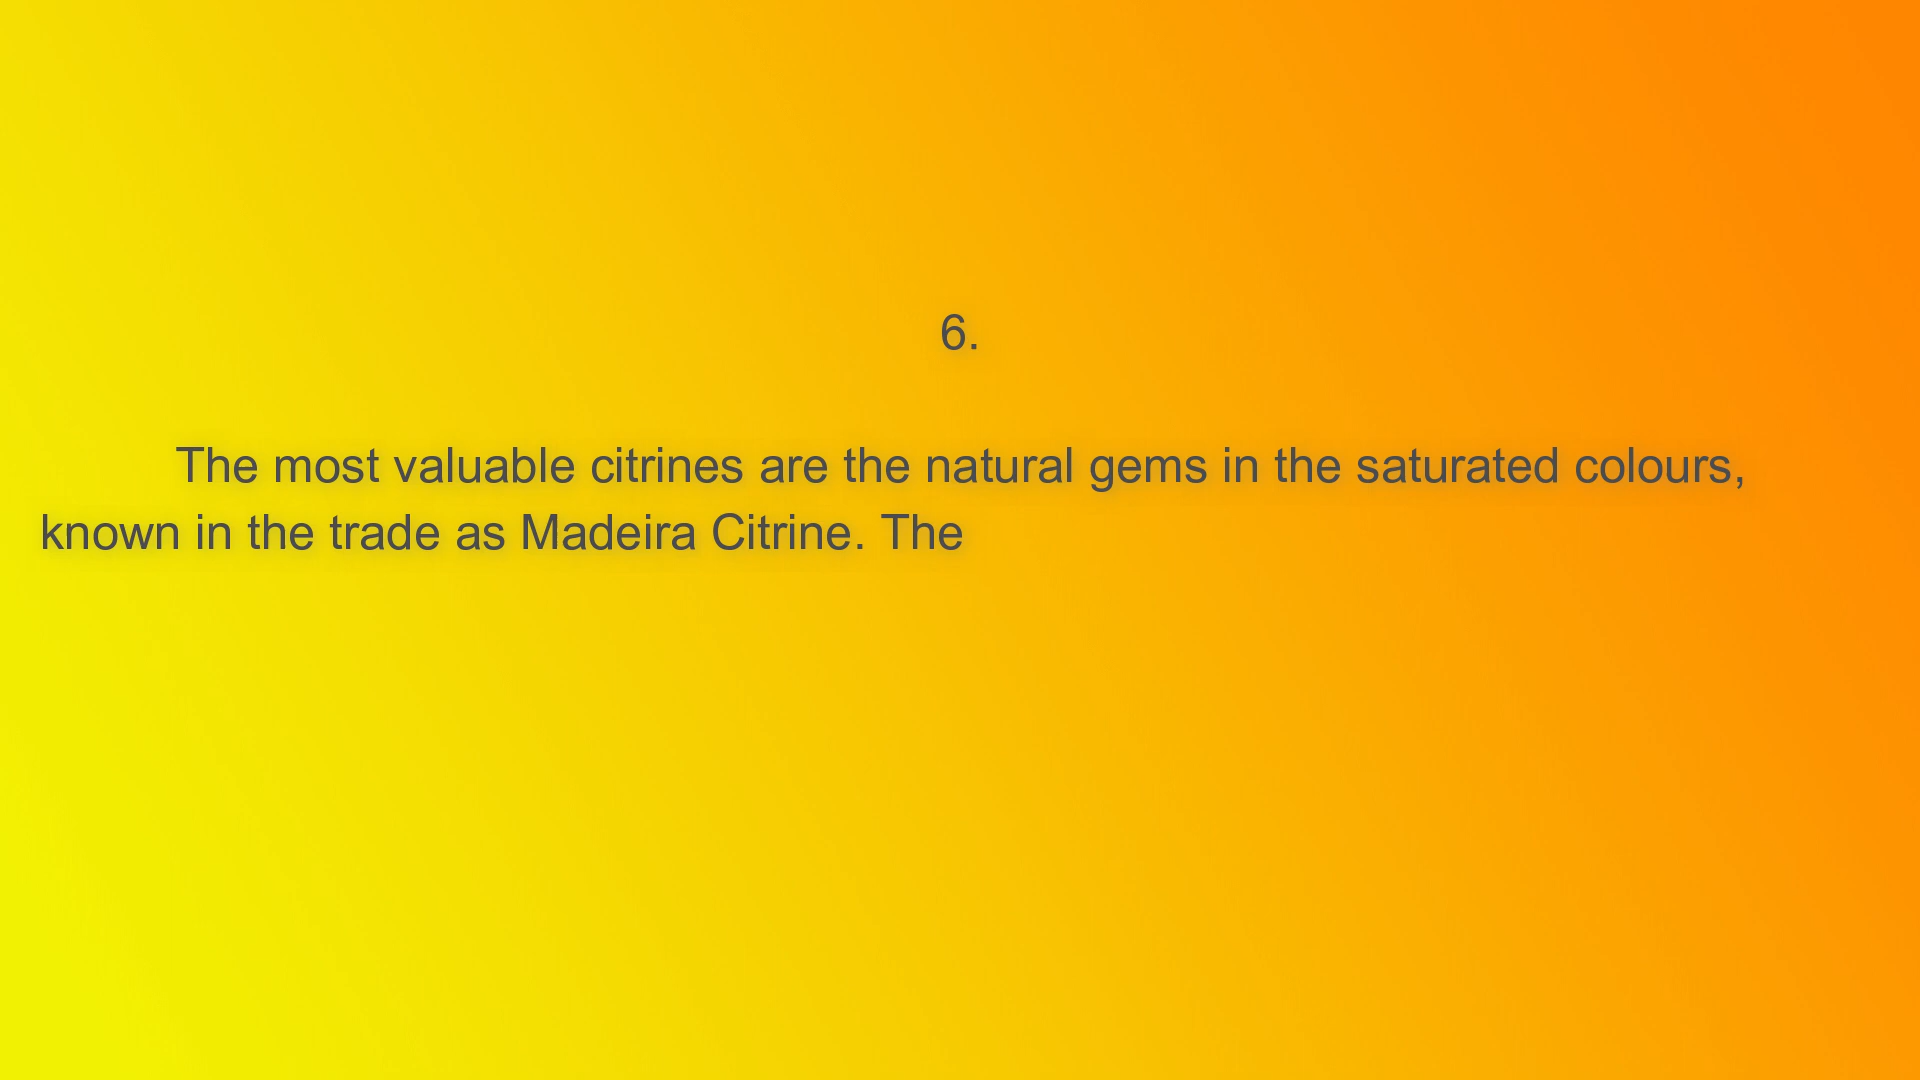 6.
The most valuable citrines are the natural gems in the saturated colours,
known in the trade as Madeira Citrine. The